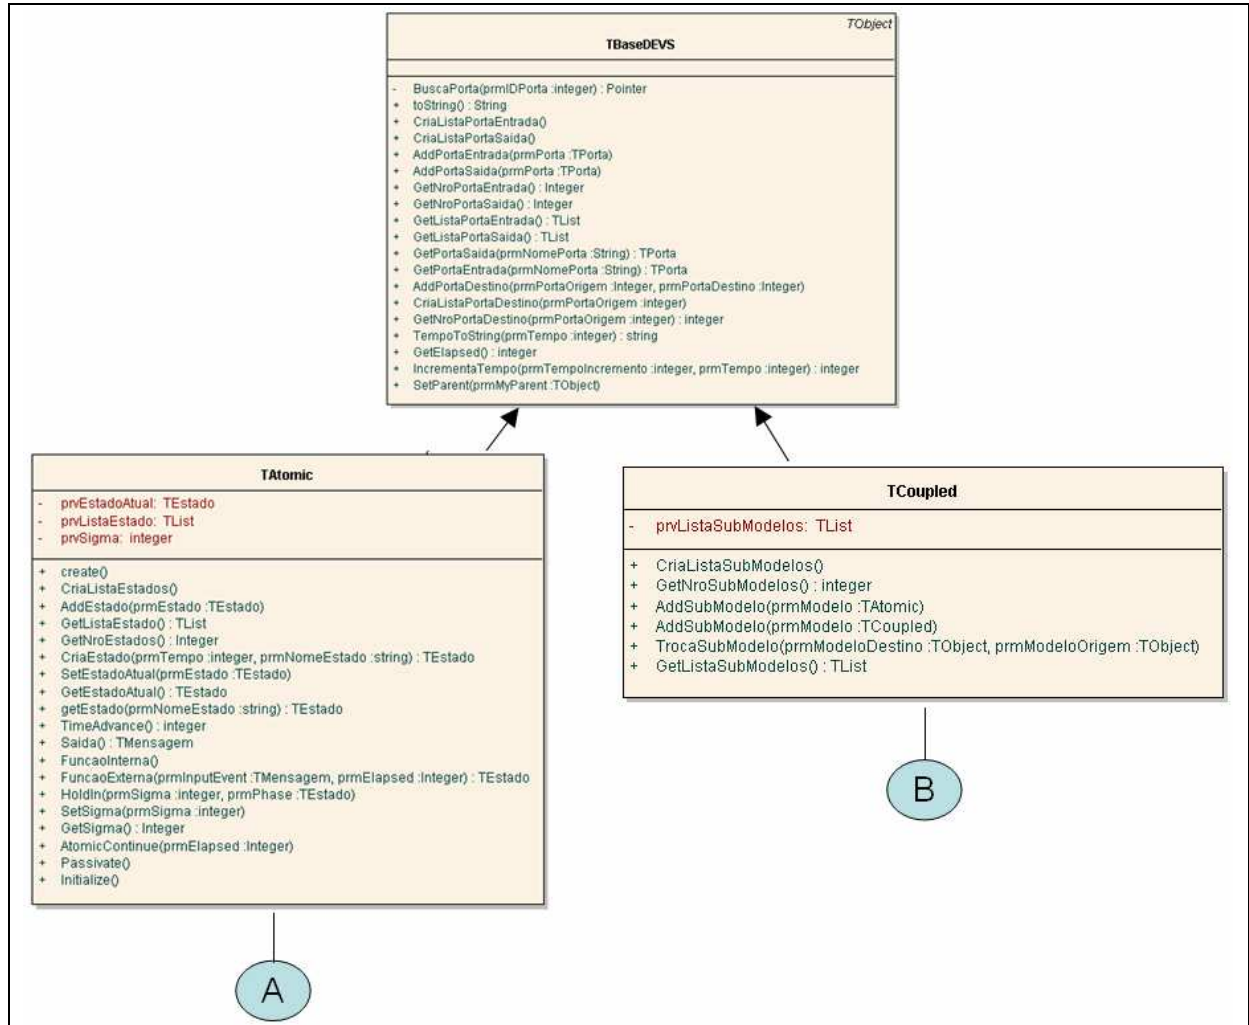 TObject
TBaseDEVS
- BuscaPorta(prmIDPorta :integer) : Pointer
+ toString() : String
+ CriaListaPortaEntrada()
+ CriaListaPortaSaida()
+ AddPortaEntrada(prmPorta :TPorta)
+ AddPortaSaida(prmPorta :TPorta)
+ GetNroPortaEntrada() : Integer
+ GetNroPortaSaida() : Integer
+ GetListaPortaEntrada() : TList
+ GetListaPortaSaida() : TList
+ GetPortaSaida(prmNomePorta :String) : TPorta
+ GetPortaEntrada(prmNomePorta :String) : TPorta
+ AddPortaDestino(prmPortaOrigem :Integer, prmPortaDestino :Integer)
+ CriaListaPortaDestino(prmPortaOrigem :integer)
+ GetNroPortaDestino(prmPortaOrigem :integer) : integer
+ TempoToString(prmTempo :integer) : string
+ GetElapsed() : integer
+ IncrementaTempo(prmTempoIncremento :integer, prmTempo :integer) : integer
+ SetParent(prmMyParent :TObject)
TAtomic
- prvEstadoAtual: TEstado
- prvListaEstado: TList
- prvSigma: integer
+ create()
+ CriaListaEstados()
+ AddEstado(prmEstado :TEstado)
+ GetListaEstado() : TList
+ GetNroEstados() : Integer
+ CriaEstado(prmTempo :integer, prmNomeEstado :string) : TEstado
+ SetEstadoAtual(prmEstado :TEstado)
+ GetEstadoAtual() : TEstado
+ getEstado(prmNomeEstado :string) : TEstado
+ TimeAdvance() : integer
+ Saida() : TMensagem
+ FuncaoInterna()
+ FuncaoExterna(prmInputEvent :TMensagem, prmElapsed :Integer) : TEstado
+ HoldIn(prmSigma :integer, prmPhase :TEstado)
+ SetSigma(prmSigma :integer)
+ GetSigma() : Integer
+ AtomicContinue(prmElapsed :Integer)
+ Passivate()
+ Initialize()
A
TCoupled
- prvListaSubModelos: TList
+ CriaListaSubModelos()
+ GetNroSubModelos() : integer
+ AddSubModelo(prmModelo :TAtomic)
+ AddSubModelo(prmModelo :TCoupled)
+ TrocaSubModelo(prmModeloDestino :TObject, prmModeloOrigem :TObject)
+ GetListaSubModelos() : TList
B